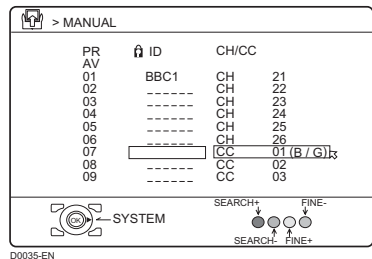 > MANUAL
PR ID CH/CC
AV
01 BBC1 CH 21
02 _ _ _ _ _ _ CH 22
03 _ _ _ _ _ _ CH 23
04 _ _ _ _ _ _ CH 24
05 _ _ _ _ _ _ CH 25
06 _ _ _ _ _ _ CH 26
07 CC 01 (B / G)
08 _ _ _ _ _ _ CC 02
09 _ _ _ _ _ _ CC 03
SEARCH+ FINE-
OK SYSTEM
SEARCH- FINE+
D0035-EN